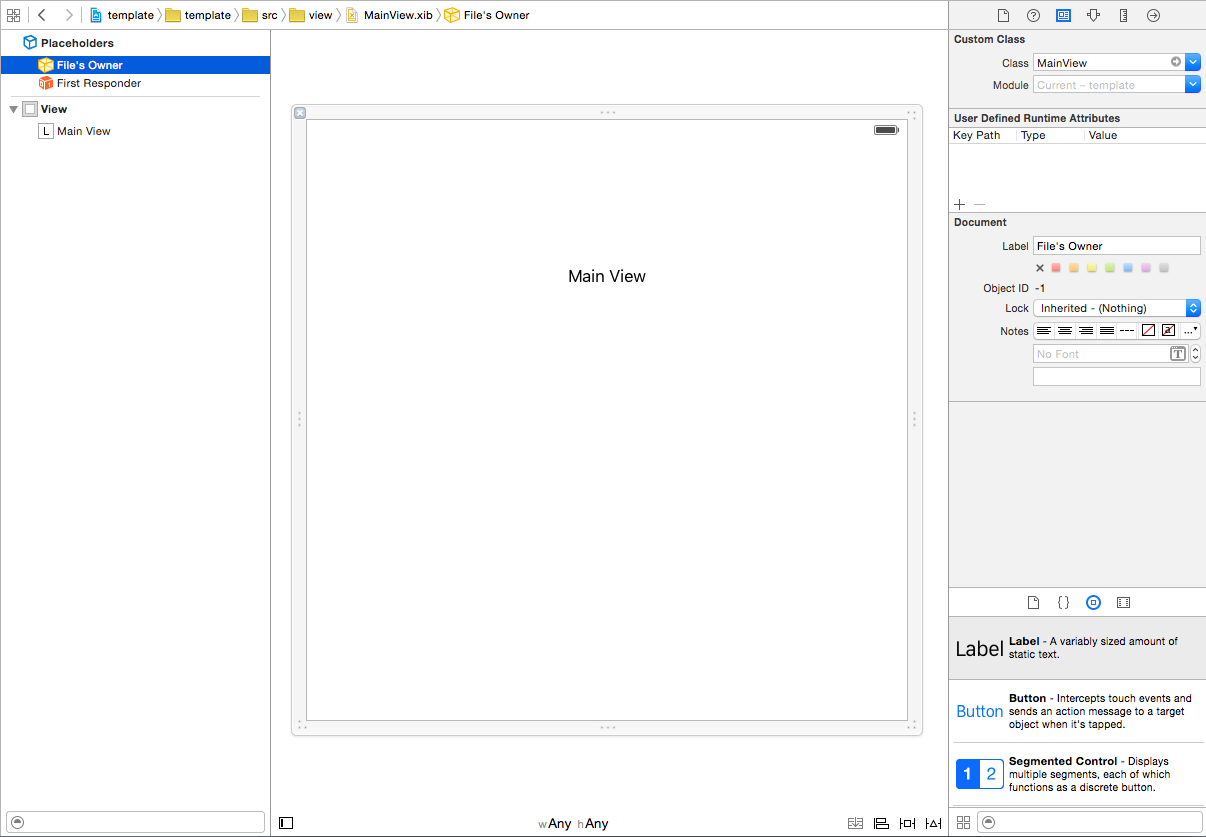 template template src view MainView.xib File's Owner
Placeholders
File's Owner
First Responder
View
L Main View
Main View
wAny hAny
Custom Class
Class MainView
Module Current – template
User Defined Runtime Attributes
Key Path Type Value
Document
Label File's Owner
Object ID -1
Lock Inherited - (Nothing)
Notes
No Font T
Label Label - A variably sized amount of
static text.
Button Button - Intercepts touch events and
sends an action message to a target
object when it's tapped.
1 2 Segmented Control - Displays
multiple segments, each of which
functions as a discrete button.